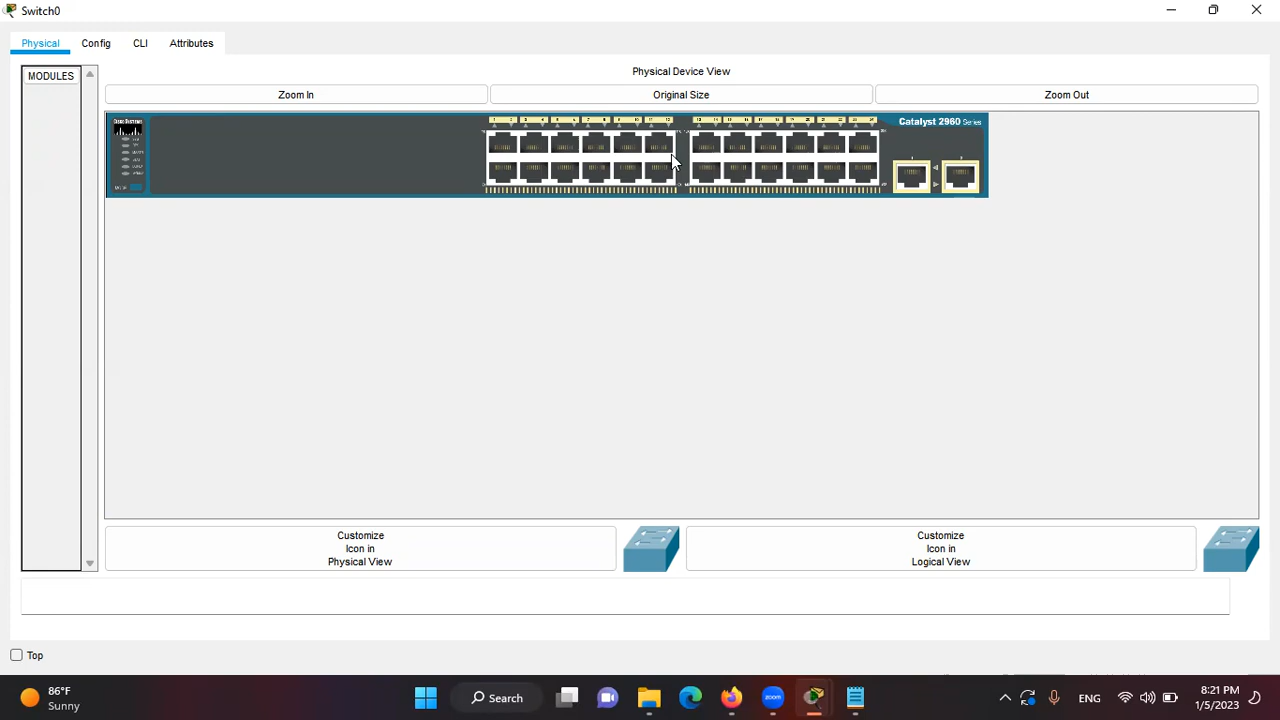 Switch0
Physical Config CLI Attributes
MODULES
Physical Device View
Zoom In Original Size Zoom Out
Catalyst 2960 Series
Customize
Icon in
Physical View
Customize
Icon in
Logical View
Top
86°F
Sunny
Search
zoom
ENG
8:21 PM
1/5/2023